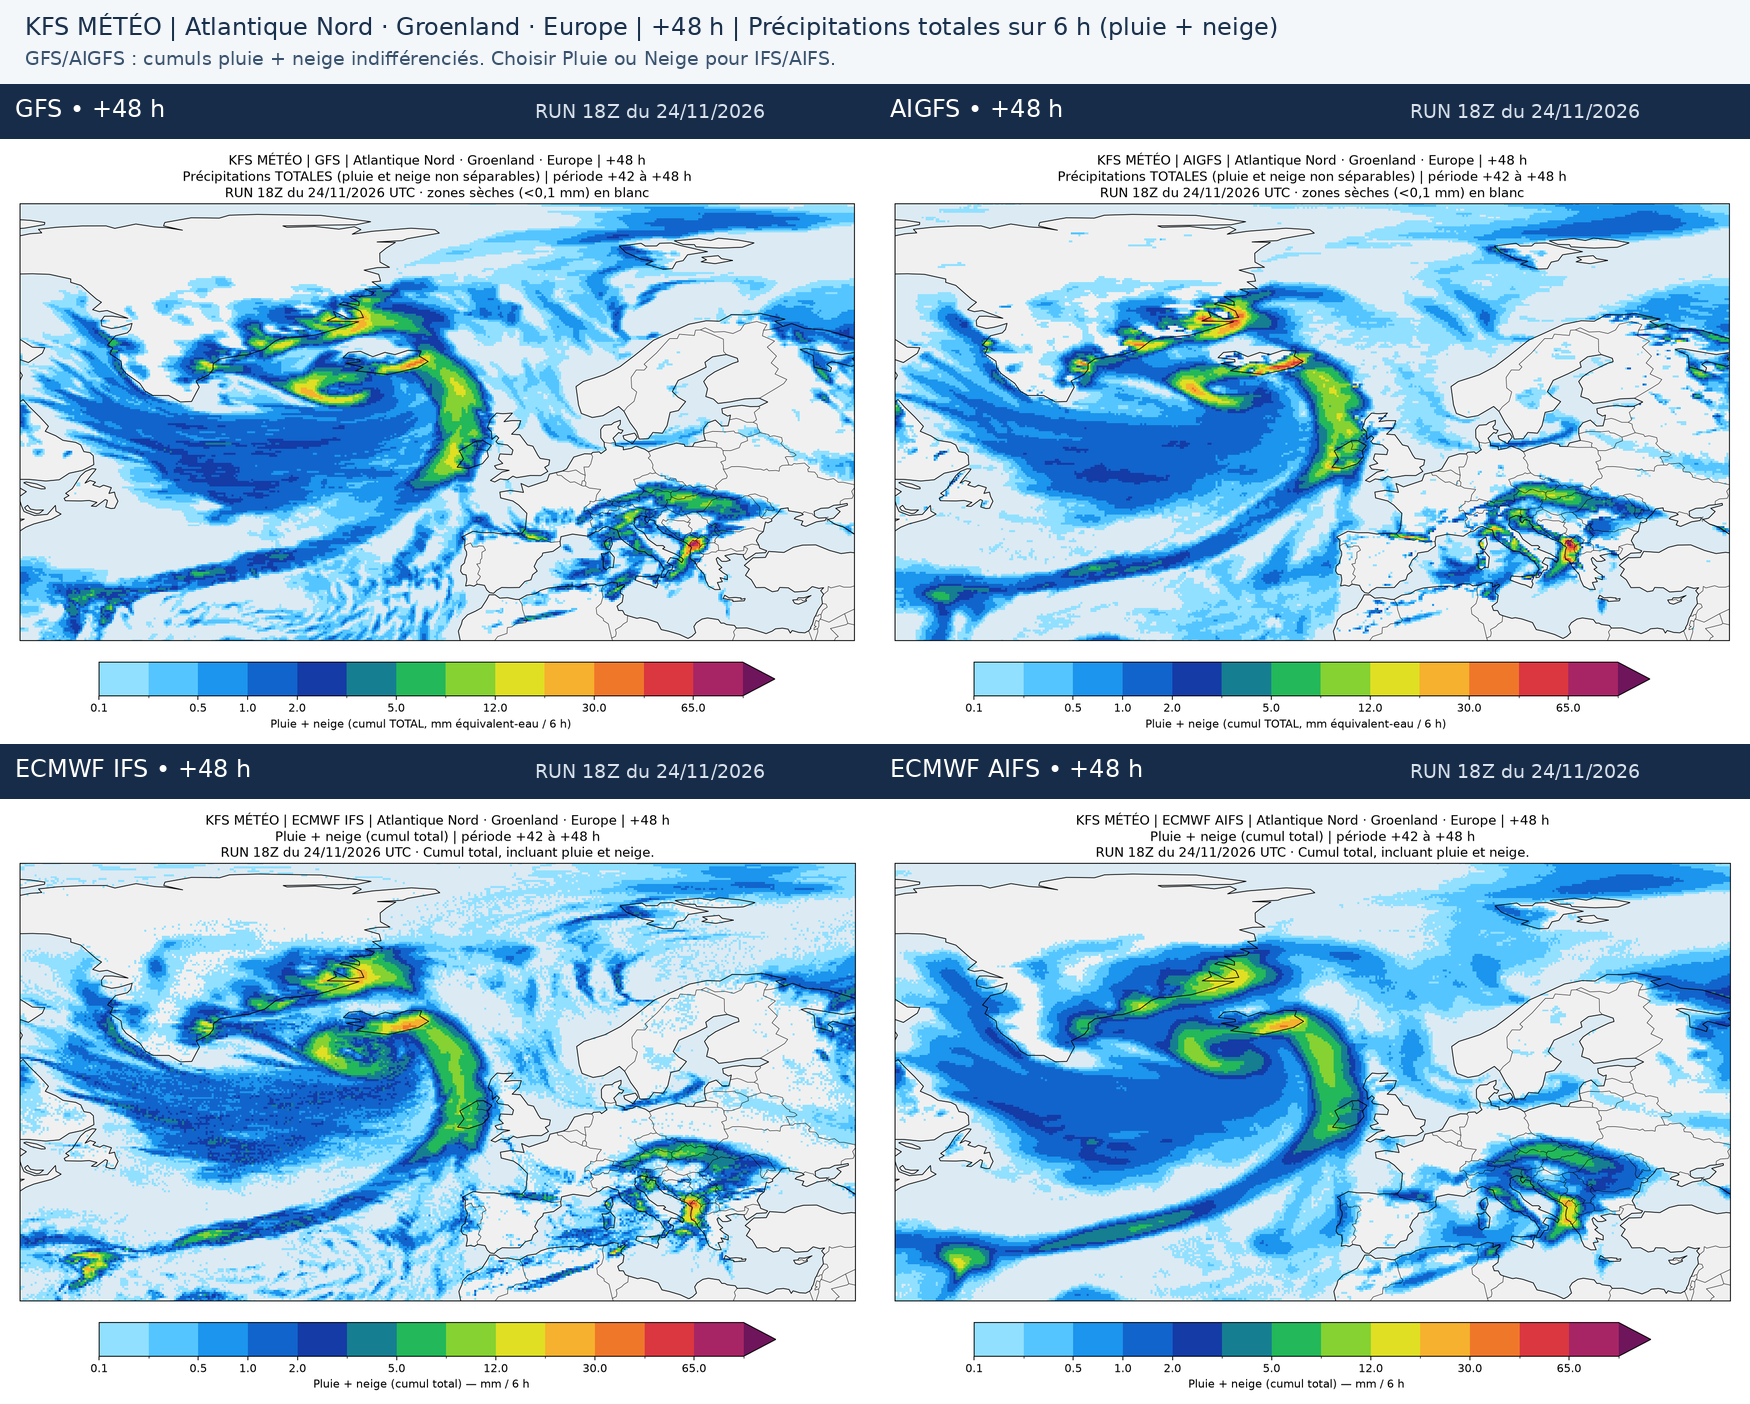 KFS MÉTÉO | Atlantique Nord · Groenland · Europe | +48 h | Précipitations totales sur 6 h (pluie + neige)
GFS/AIGFS : cumuls pluie + neige indifférenciés. Choisir Pluie ou Neige pour IFS/AIFS.
GFS • +48 h
RUN 18Z du 24/11/2026
AIGFS • +48 h
RUN 18Z du 24/11/2026
KFS MÉTÉO | GFS | Atlantique Nord · Groenland · Europe | +48 h
Précipitations TOTALES (pluie et neige non séparables) | période +42 à +48 h
RUN 18Z du 24/11/2026 UTC · zones sèches (<0,1 mm) en blanc
KFS MÉTÉO | AIGFS | Atlantique Nord · Groenland · Europe | +48 h
Précipitations TOTALES (pluie et neige non séparables) | période +42 à +48 h
RUN 18Z du 24/11/2026 UTC · zones sèches (<0,1 mm) en blanc
0.1 0.5 1.0 2.0 5.0 12.0 30.0 65.0
Pluie + neige (cumul TOTAL, mm équivalent-eau / 6 h)
0.1 0.5 1.0 2.0 5.0 12.0 30.0 65.0
Pluie + neige (cumul TOTAL, mm équivalent-eau / 6 h)
ECMWF IFS • +48 h
RUN 18Z du 24/11/2026
ECMWF AIFS • +48 h
RUN 18Z du 24/11/2026
KFS MÉTÉO | ECMWF IFS | Atlantique Nord · Groenland · Europe | +48 h
Pluie + neige (cumul total) | période +42 à +48 h
RUN 18Z du 24/11/2026 UTC · Cumul total, incluant pluie et neige.
KFS MÉTÉO | ECMWF AIFS | Atlantique Nord · Groenland · Europe | +48 h
Pluie + neige (cumul total) | période +42 à +48 h
RUN 18Z du 24/11/2026 UTC · Cumul total, incluant pluie et neige.
0.1 0.5 1.0 2.0 5.0 12.0 30.0 65.0
Pluie + neige (cumul total) — mm / 6 h
0.1 0.5 1.0 2.0 5.0 12.0 30.0 65.0
Pluie + neige (cumul total) — mm / 6 h